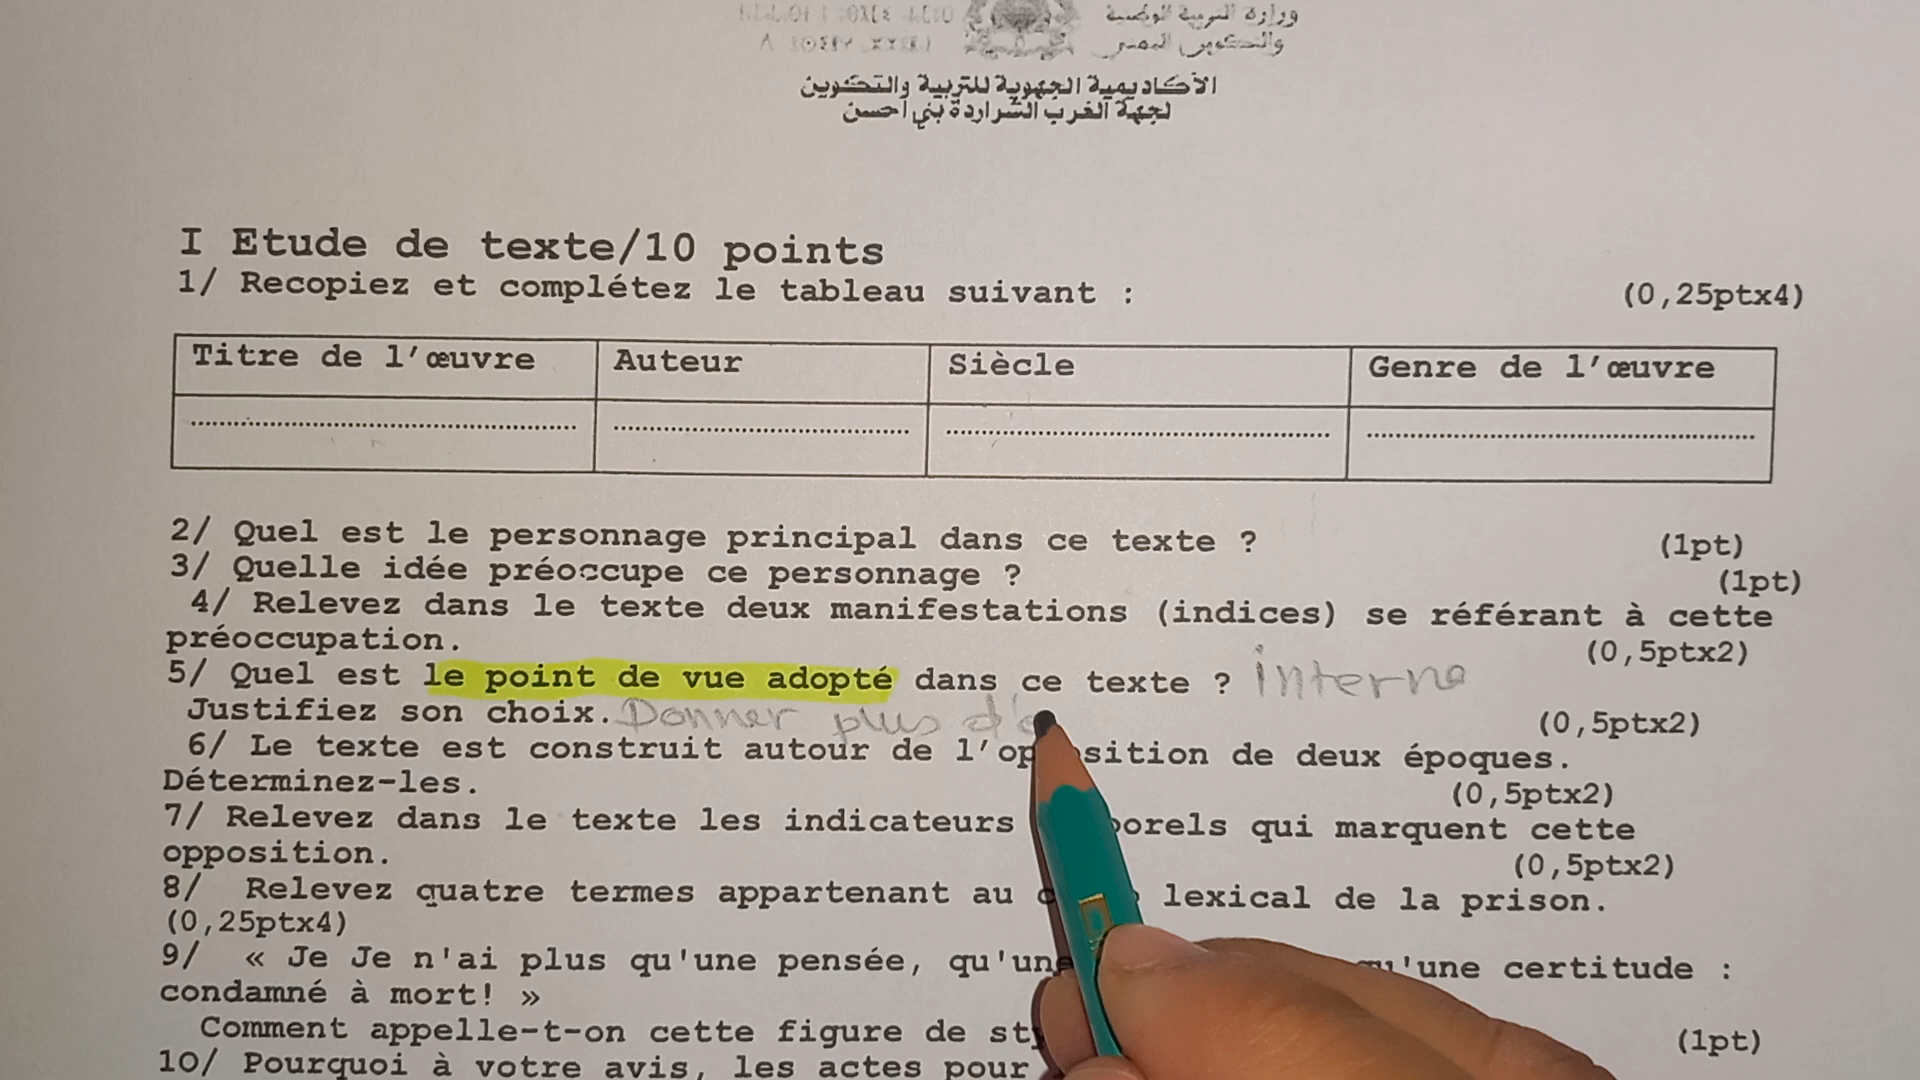 وزارة التربية الوطنية
والتكوين المهني
الأكاديمية الجهوية للتربية والتكوين
لجهة الغرب الشراردة بني احسن
I Etude de texte/10 points
1/ Recopiez et complétez le tableau suivant : (0,25ptx4)
Titre de l'œuvre Auteur Siècle Genre de l'œuvre
2/ Quel est le personnage principal dans ce texte ? (1pt)
3/ Quelle idée préoccupe ce personnage ? (1pt)
4/ Relevez dans le texte deux manifestations (indices) se référant à cette
préoccupation. (0,5ptx2)
5/ Quel est le point de vue adopté dans ce texte ? interne
Justifiez son choix. Donner plus (0,5ptx2)
6/ Le texte est construit autour de deux époques.
Déterminez-les. (0,5ptx2)
7/ Relevez dans le texte les indicateurs qui marquent cette
opposition. (0,5ptx2)
8/ Relevez quatre termes appartenant au lexical de la prison.
(0,25ptx4)
9/ « Je Je n'ai plus qu'une pensée, qu'une certitude :
condamné à mort! »
Comment appelle-t-on cette figure de (1pt)
10/ Pourquoi à votre avis, les actes pour